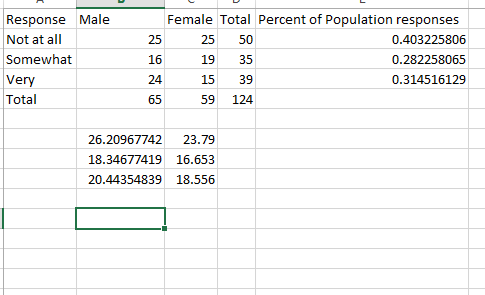 Response Male Female Total Percent of Population responses
Not at all 25 25 50 0.403225806
Somewhat 16 19 35 0.282258065
Very 24 15 39 0.314516129
Total 65 59 124
26.20967742 23.79
18.34677419 16.653
20.44354839 18.556